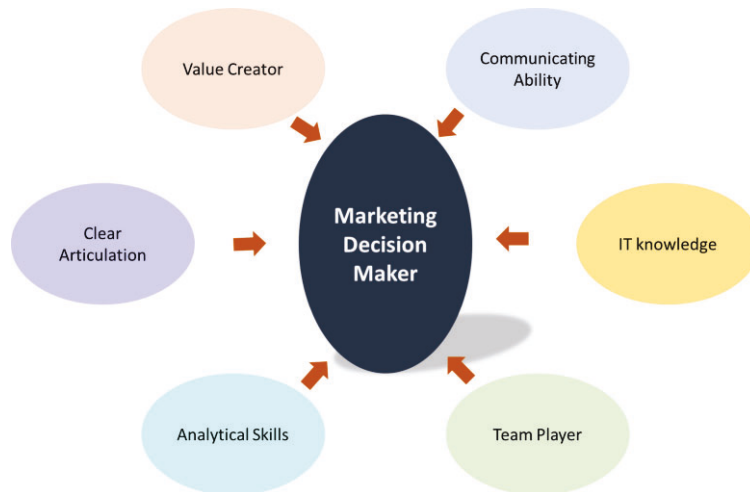 Value Creator
Communicating
Ability
Clear
Articulation
Marketing
Decision
Maker
IT knowledge
Analytical Skills
Team Player